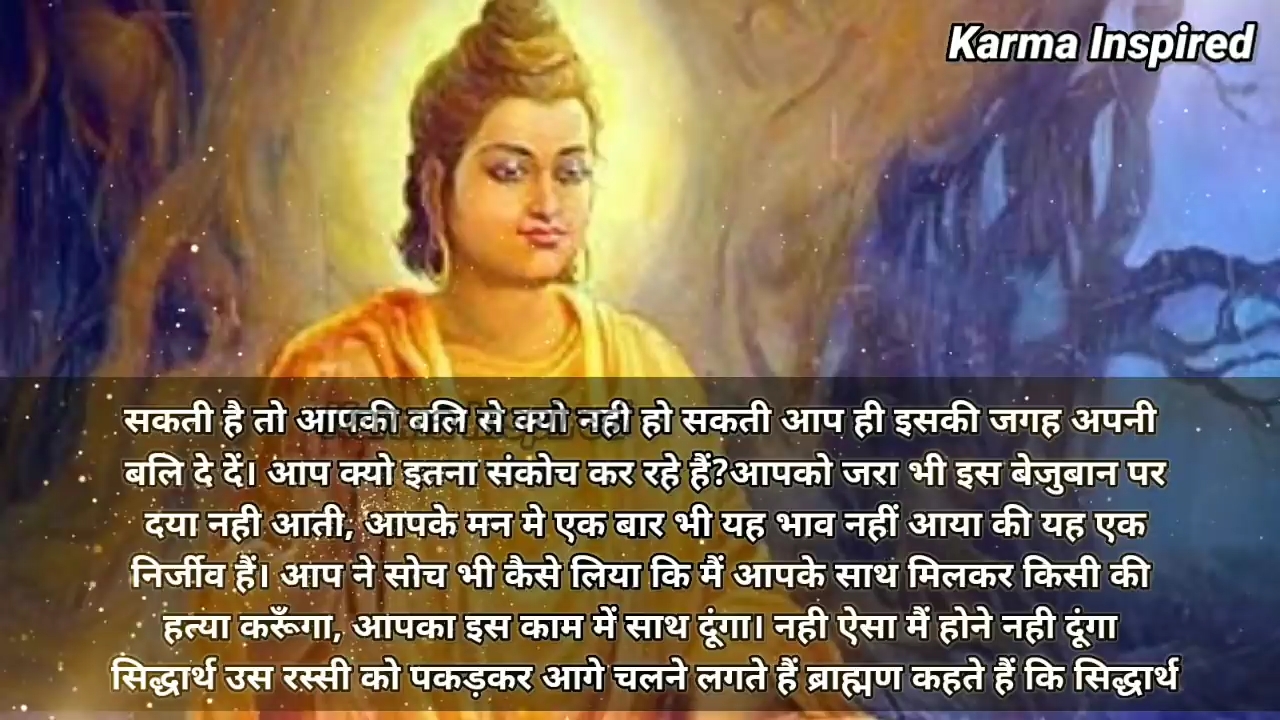 Karma Inspired
सकती है तो आपकी बलि से क्यो नही हो सकती आप ही इसकी जगह अपनी
बलि दे दें। आप क्यो इतना संकोच कर रहे हैं?आपको जरा भी इस बेजुबान पर
दया नही आती, आपके मन मे एक बार भी यह भाव नहीं आया की यह एक
निर्जीव हैं। आप ने सोच भी कैसे लिया कि मैं आपके साथ मिलकर किसी की
हत्या करूँगा, आपका इस काम में साथ दूंगा। नही ऐसा मैं होने नही दूंगा
सिद्धार्थ उस रस्सी को पकड़कर आगे चलने लगते हैं ब्राह्मण कहते हैं कि सिद्धार्थ